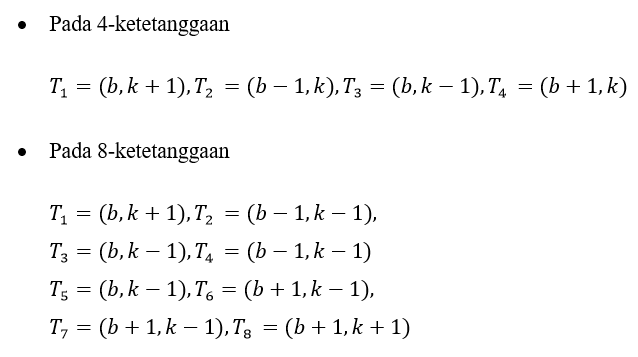 • Pada 4-ketetanggaan
T₁ = (b, k + 1), T₂ = (b − 1, k), T₃ = (b, k − 1), T₄ = (b + 1, k)
• Pada 8-ketetanggaan
T₁ = (b, k + 1), T₂ = (b − 1, k − 1),
T₃ = (b, k − 1), T₄ = (b − 1, k − 1)
T₅ = (b, k − 1), T₆ = (b + 1, k − 1),
T₇ = (b + 1, k − 1), T₈ = (b + 1, k + 1)